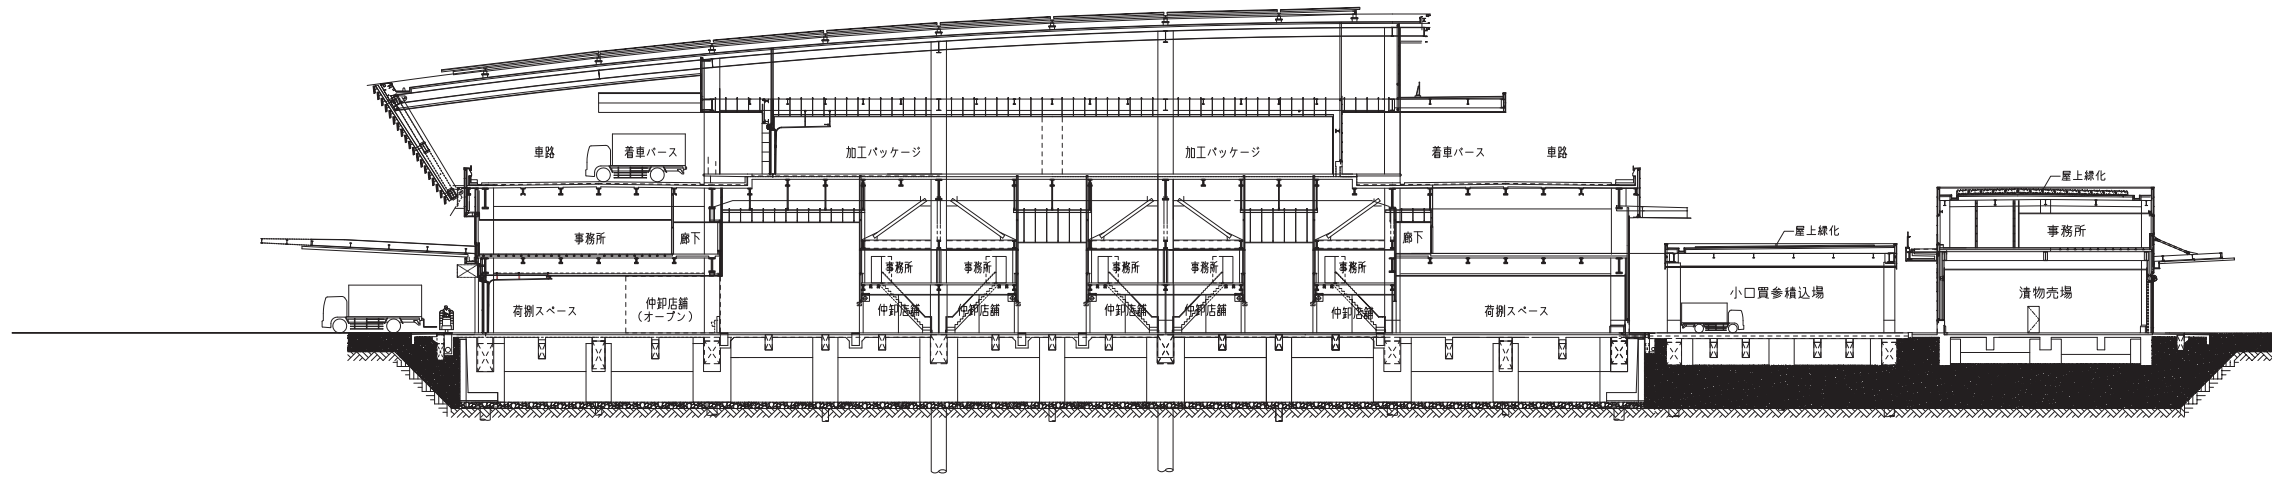 車路
着車バース
加工パッケージ
加工パッケージ
着車バース
車路
屋上緑化
事務所
廊下
廊下
屋上緑化
事務所
事務所
事務所
事務所
事務所
事務所
荷捌スペース
仲卸店舗
（オープン）
仲卸店舗
仲卸店舗
仲卸店舗
仲卸店舗
仲卸店舗
荷捌スペース
小口買参積込場
漬物売場